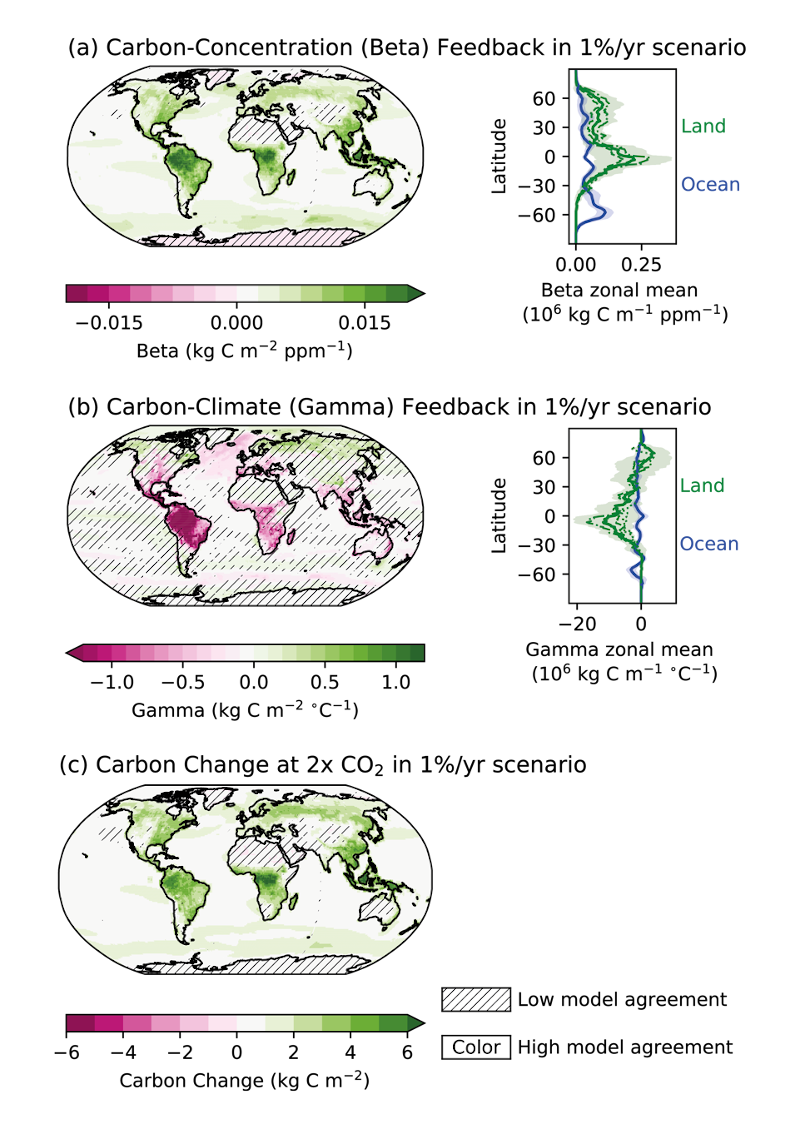 (a) Carbon-Concentration (Beta) Feedback in 1%/yr scenario
60
30
0
−30
−60
Latitude
Land
Ocean
0.00 0.25
Beta zonal mean
(10⁶ kg C m⁻¹ ppm⁻¹)
−0.015 0.000 0.015
Beta (kg C m⁻² ppm⁻¹)
(b) Carbon-Climate (Gamma) Feedback in 1%/yr scenario
60
30
0
−30
−60
Latitude
Land
Ocean
−20 0
Gamma zonal mean
(10⁶ kg C m⁻¹ °C⁻¹)
−1.0 −0.5 0.0 0.5 1.0
Gamma (kg C m⁻² °C⁻¹)
(c) Carbon Change at 2x CO₂ in 1%/yr scenario
Low model agreement
Color High model agreement
−6 −4 −2 0 2 4 6
Carbon Change (kg C m⁻²)